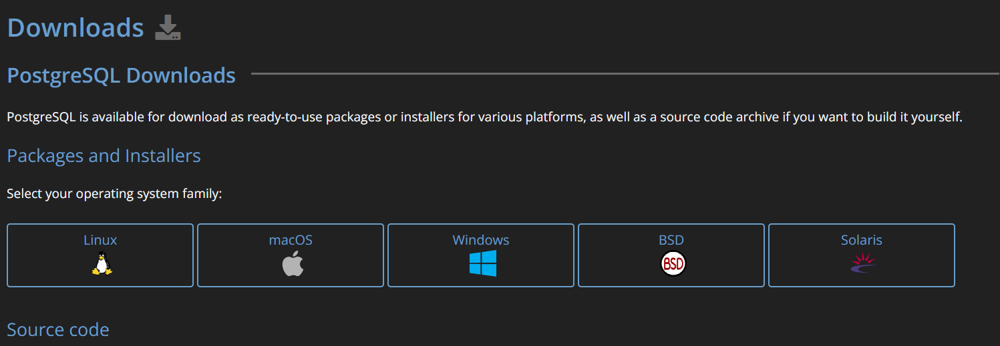 Downloads
PostgreSQL Downloads
PostgreSQL is available for download as ready-to-use packages or installers for various platforms, as well as a source code archive if you want to build it yourself.
Packages and Installers
Select your operating system family:
Linux
macOS
Windows
BSD
BSD
Solaris
Source code